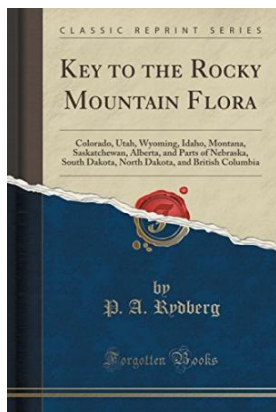 CLASSIC REPRINT SERIES
KEY TO THE ROCKY
MOUNTAIN FLORA
Colorado, Utah, Wyoming, Idaho, Montana,
Saskatchewan, Alberta, and Parts of Nebraska,
South Dakota, North Dakota, and British Columbia
by
P. A. Rydberg
Forgotten Books